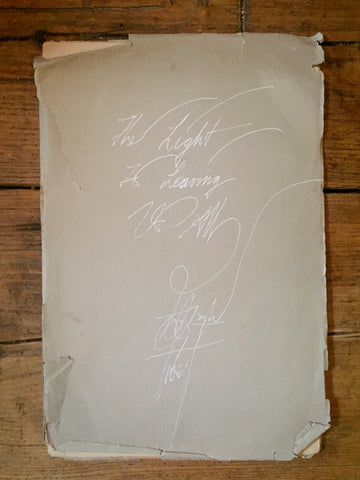 The Light
Is Leaving
Us All